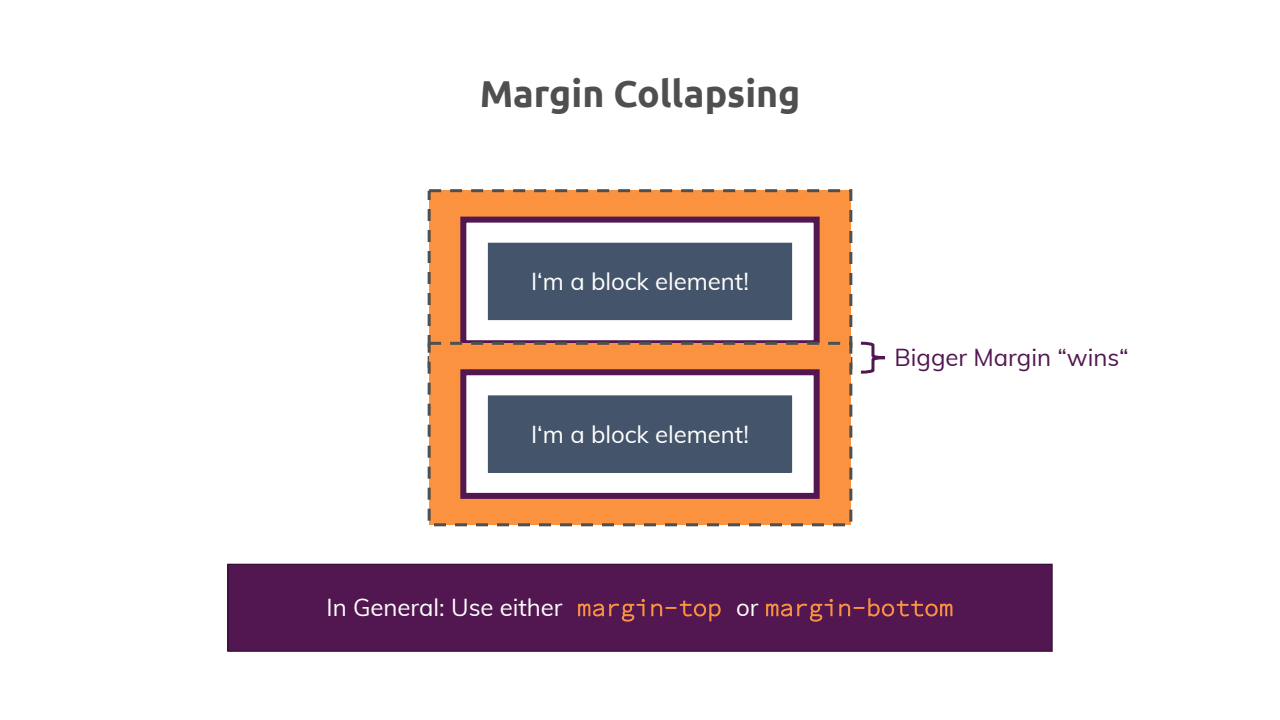 Margin Collapsing
I‘m a block element!
Bigger Margin “wins“
I‘m a block element!
In General: Use either margin-top or margin-bottom